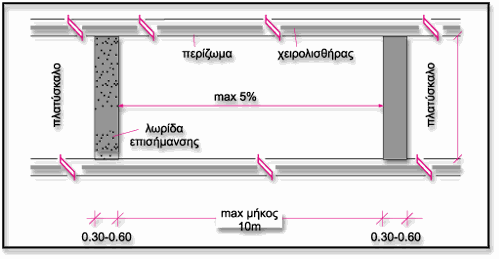 περίζωμα
χειρολισθήρας
πλατύσκαλο
max 5%
πλατύσκαλο
λωρίδα
επισήμανσης
max μήκος
10m
0.30-0.60
0.30-0.60